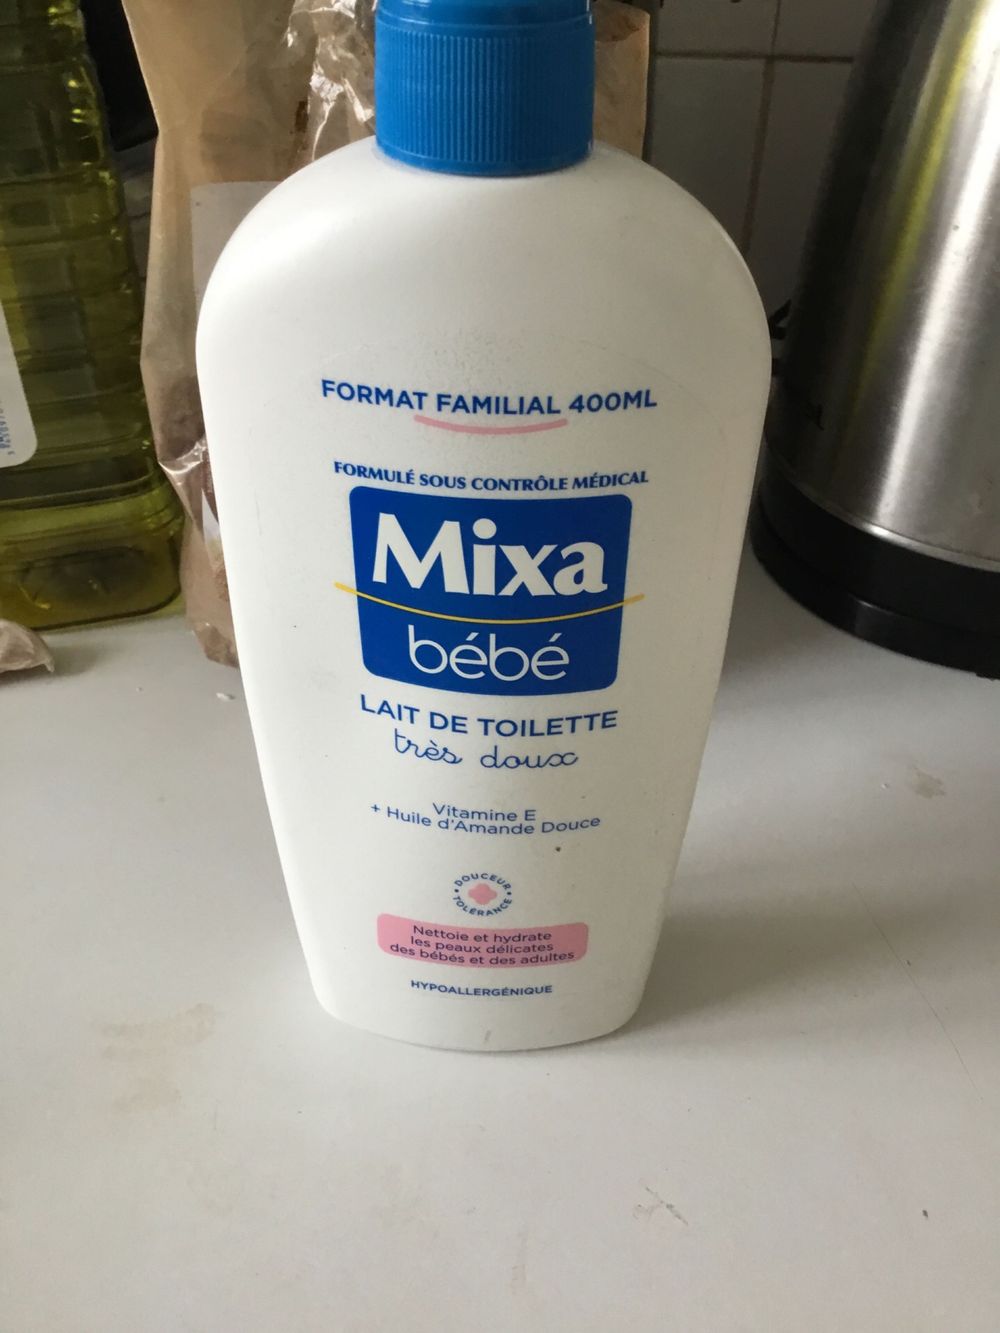 FORMAT FAMILIAL 400ML
FORMULÉ SOUS CONTRÔLE MÉDICAL
Mixa
bébé
LAIT DE TOILETTE
très doux
Vitamine E
+ Huile d'Amande Douce
DOUCEUR
TOLÉRANCE
Nettoie et hydrate
les peaux délicates
des bébés et des adultes
HYPOALLERGÉNIQUE